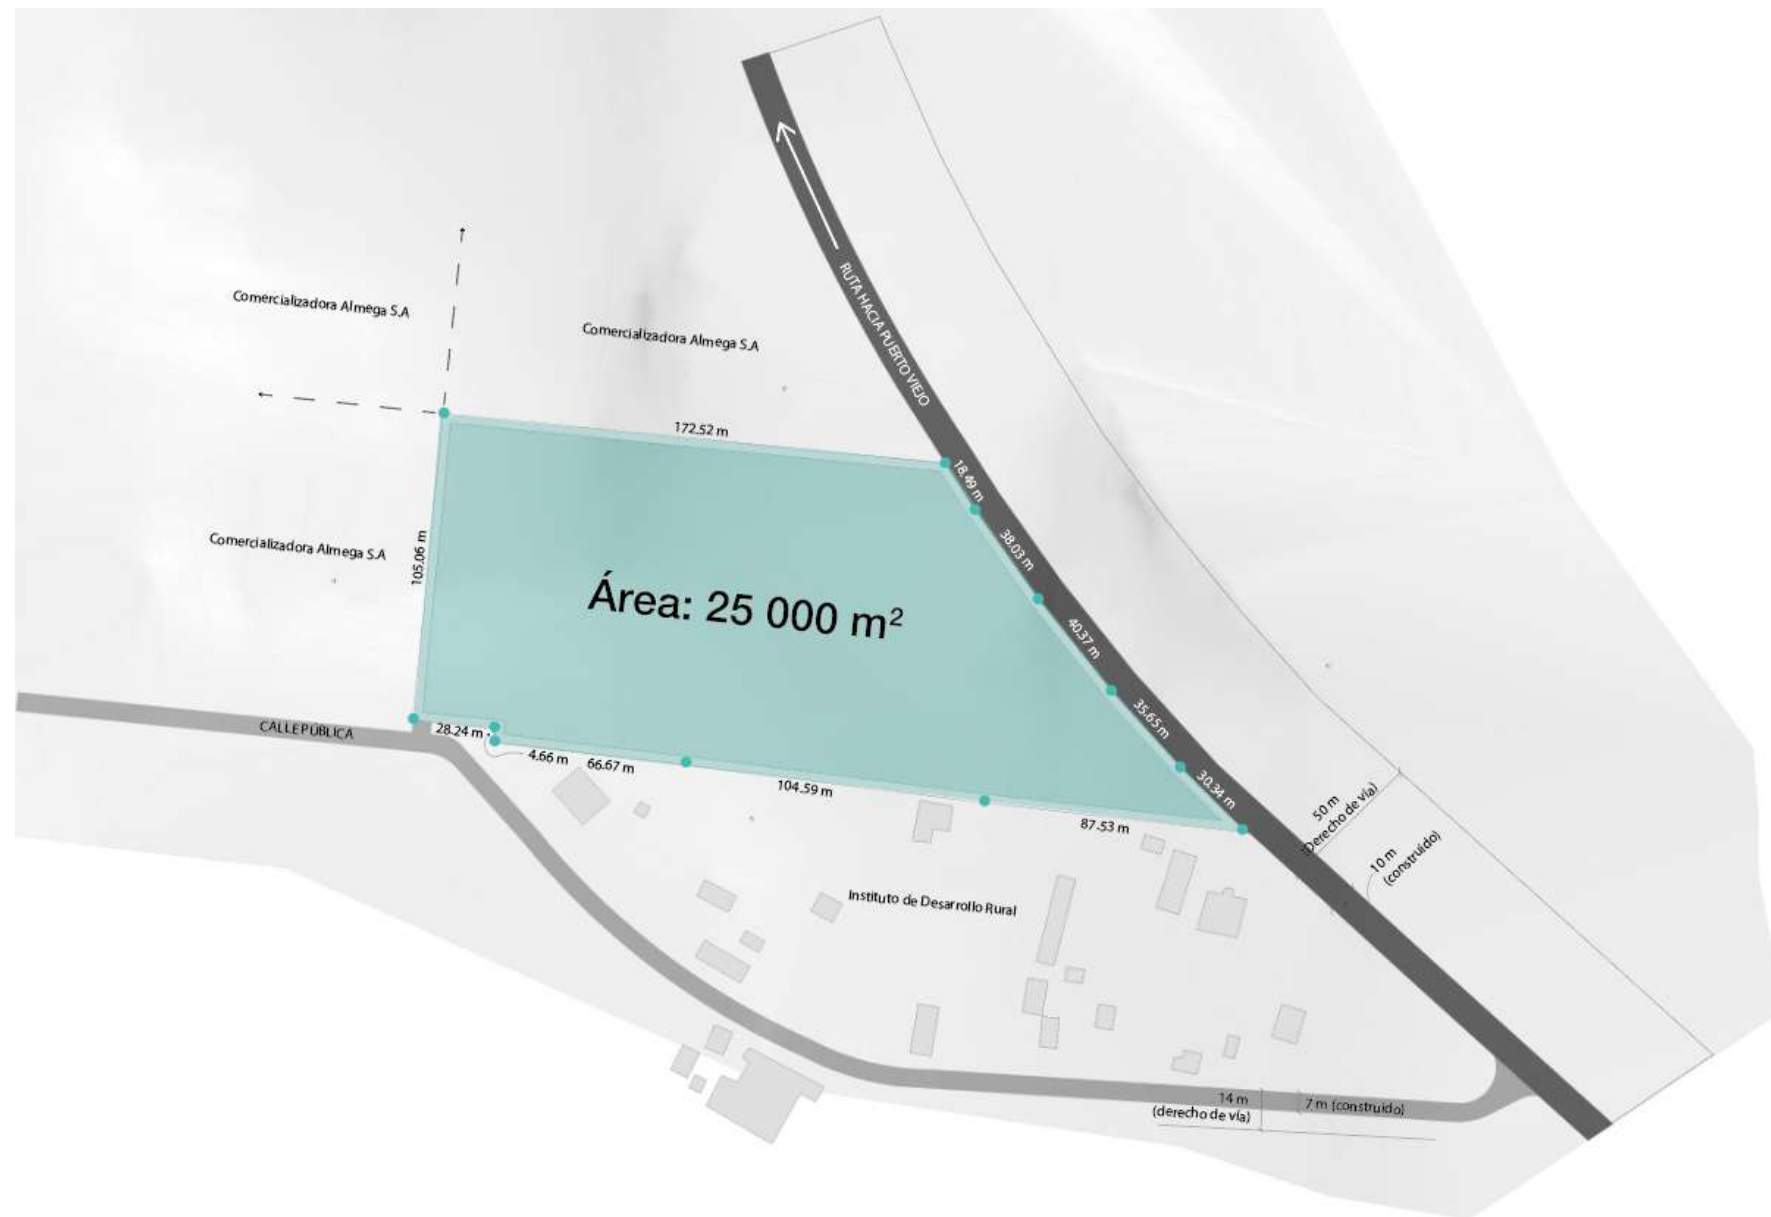 RUTA HACIA PUERTO VIEJO
Comercializadora Almega S.A
Comercializadora Almega S.A
172.52 m
18.49 m
Comercializadora Almega S.A
105.06 m
38.03 m
Área: 25 000 m²
40.37 m
35.65 m
CALLE PÚBLICA
28.24 m
4.66 m
66.67 m
104.59 m
30.34 m
87.53 m
50 m
(Derecho de vía)
10 m
(construído)
Instituto de Desarrollo Rural
14 m
(derecho de vía)
7 m (construído)